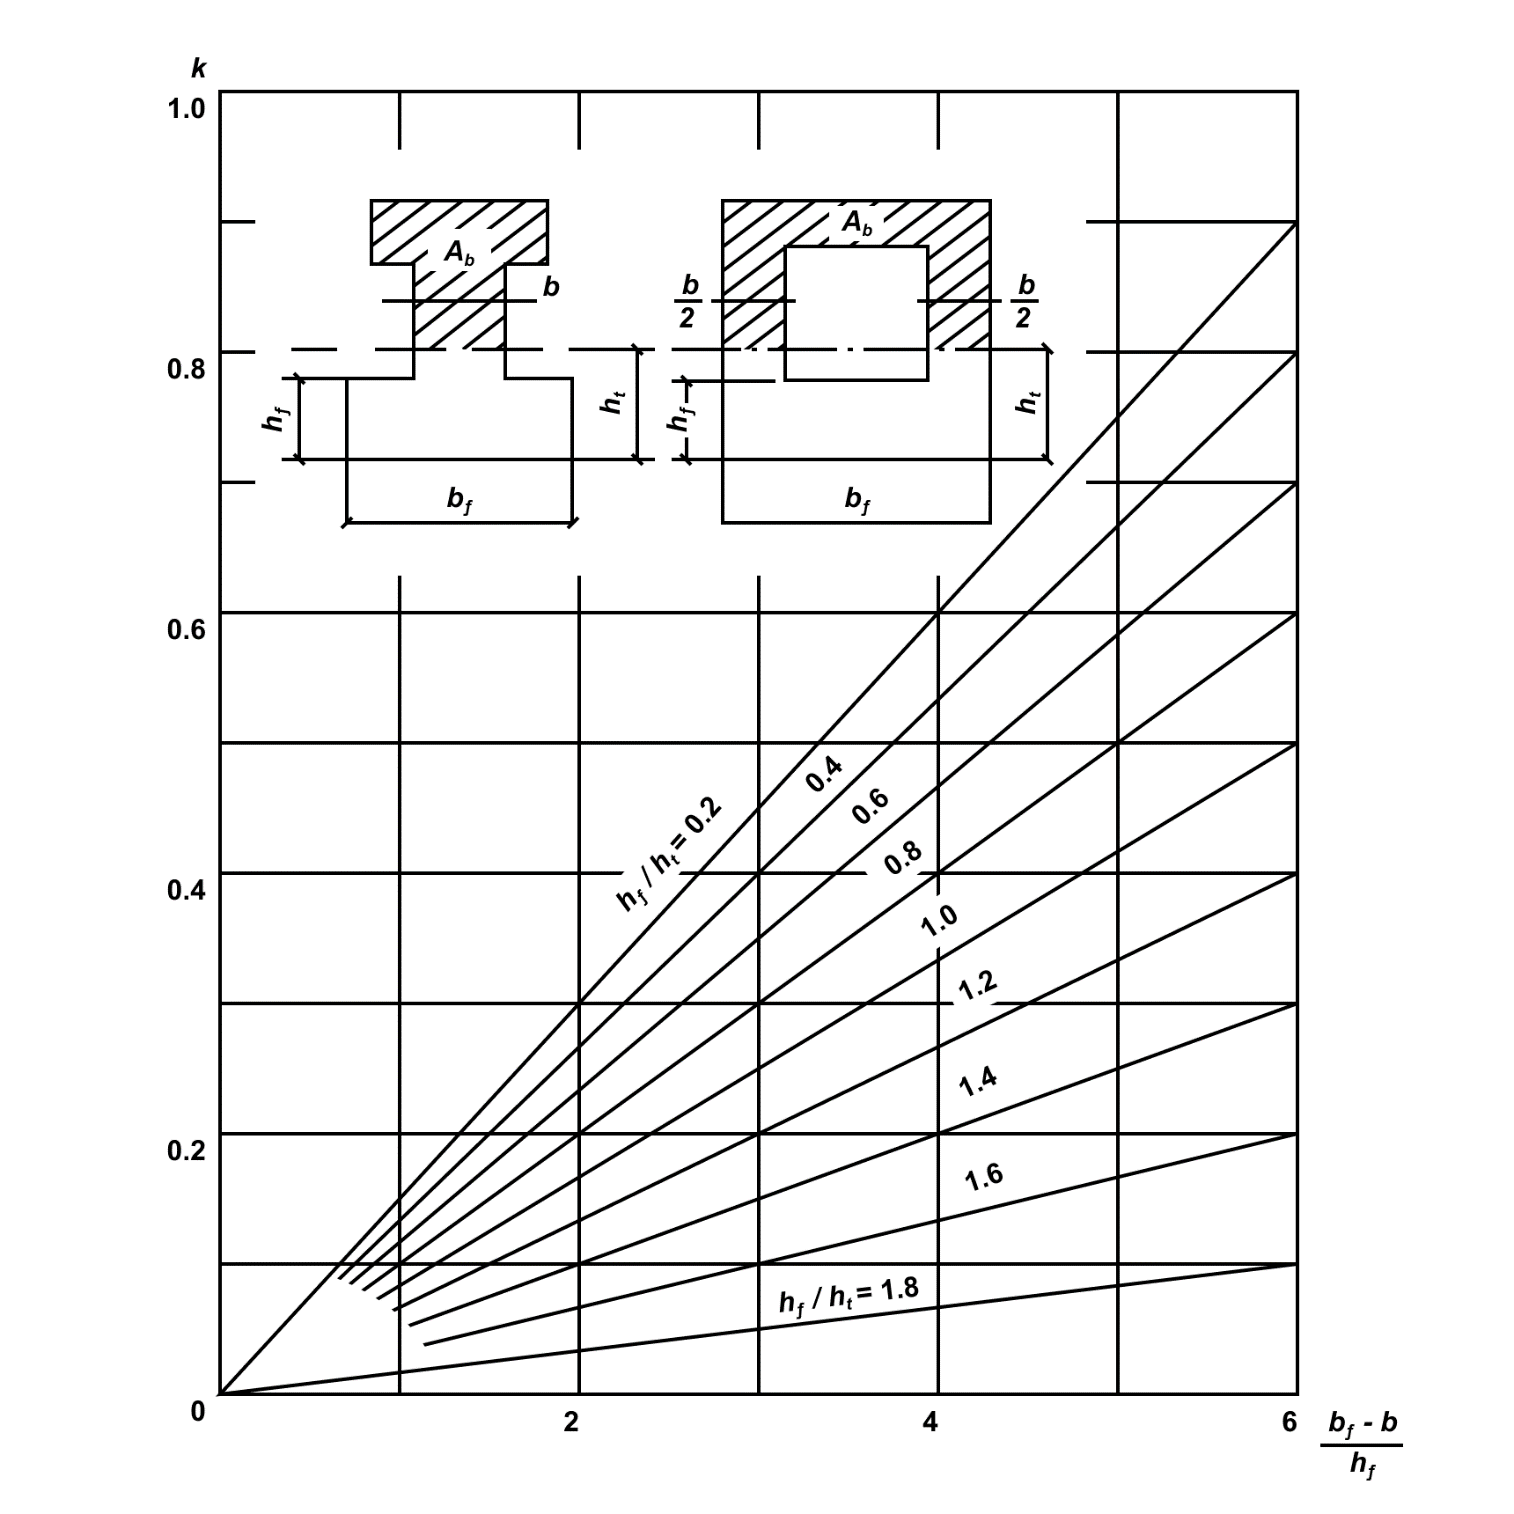 k
1.0
A_b
A_b
b
b/2
b/2
0.8
h_f
h_t
h_f
h_t
b_f
b_f
0.6
0.4
h_f / h_t = 0.2
0.6
0.8
0.4
1.0
1.2
1.4
0.2
1.6
h_f / h_t = 1.8
0
2
4
6
b_f - b
h_f